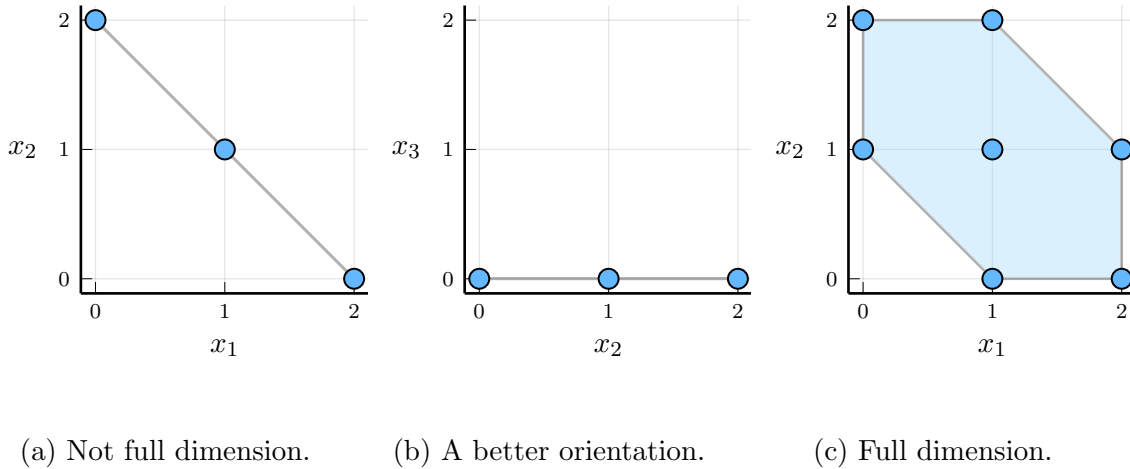 2
1
0
x₂
0 1 2
x₁
2
1
0
x₃
0 1 2
x₂
2
1
0
x₂
0 1 2
x₁
(a) Not full dimension.
(b) A better orientation.
(c) Full dimension.